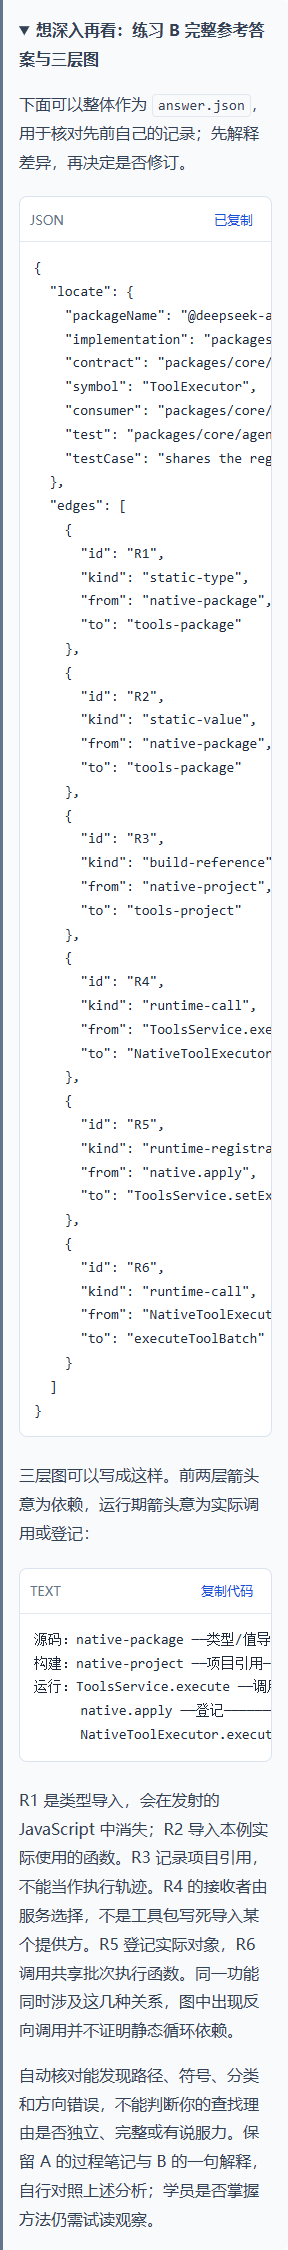 ▼ 想深入再看：练习 B 完整参考答
案与三层图
下面可以整体作为 answer.json，
用于核对先前自己的记录；先解释
差异，再决定是否修订。
JSON 已复制
{
"locate": {
"packageName": "@deepseek-a
"implementation": "packages
"contract": "packages/core/
"symbol": "ToolExecutor",
"consumer": "packages/core/
"test": "packages/core/agen
"testCase": "shares the reg
},
"edges": [
{
"id": "R1",
"kind": "static-type",
"from": "native-package",
"to": "tools-package"
},
{
"id": "R2",
"kind": "static-value",
"from": "native-package",
"to": "tools-package"
},
{
"id": "R3",
"kind": "build-reference"
"from": "native-project",
"to": "tools-project"
},
{
"id": "R4",
"kind": "runtime-call",
"from": "ToolsService.exe
"to": "NativeToolExecutor
},
{
"id": "R5",
"kind": "runtime-registra
"from": "native.apply",
"to": "ToolsService.setEx
},
{
"id": "R6",
"kind": "runtime-call",
"from": "NativeToolExecut
"to": "executeToolBatch"
}
]
}
三层图可以写成这样。前两层箭头
意为依赖，运行期箭头意为实际调
用或登记：
TEXT 复制代码
源码：native-package ──类型/值导
构建：native-project ──项目引用─
运行：ToolsService.execute ──调用
native.apply ──登记──────
NativeToolExecutor.execut
R1 是类型导入，会在发射的
JavaScript 中消失；R2 导入本例实
际使用的函数。R3 记录项目引用，
不能当作执行轨迹。R4 的接收者由
服务选择，不是工具包写死导入某
个提供方。R5 登记实际对象，R6
调用共享批次执行函数。同一功能
同时涉及这几种关系，图中出现反
向调用并不证明静态循环依赖。
自动核对能发现路径、符号、分类
和方向错误，不能判断你的查找理
由是否独立、完整或有说服力。保
留 A 的过程笔记与 B 的一句解释，
自行对照上述分析；学员是否掌握
方法仍需试读观察。